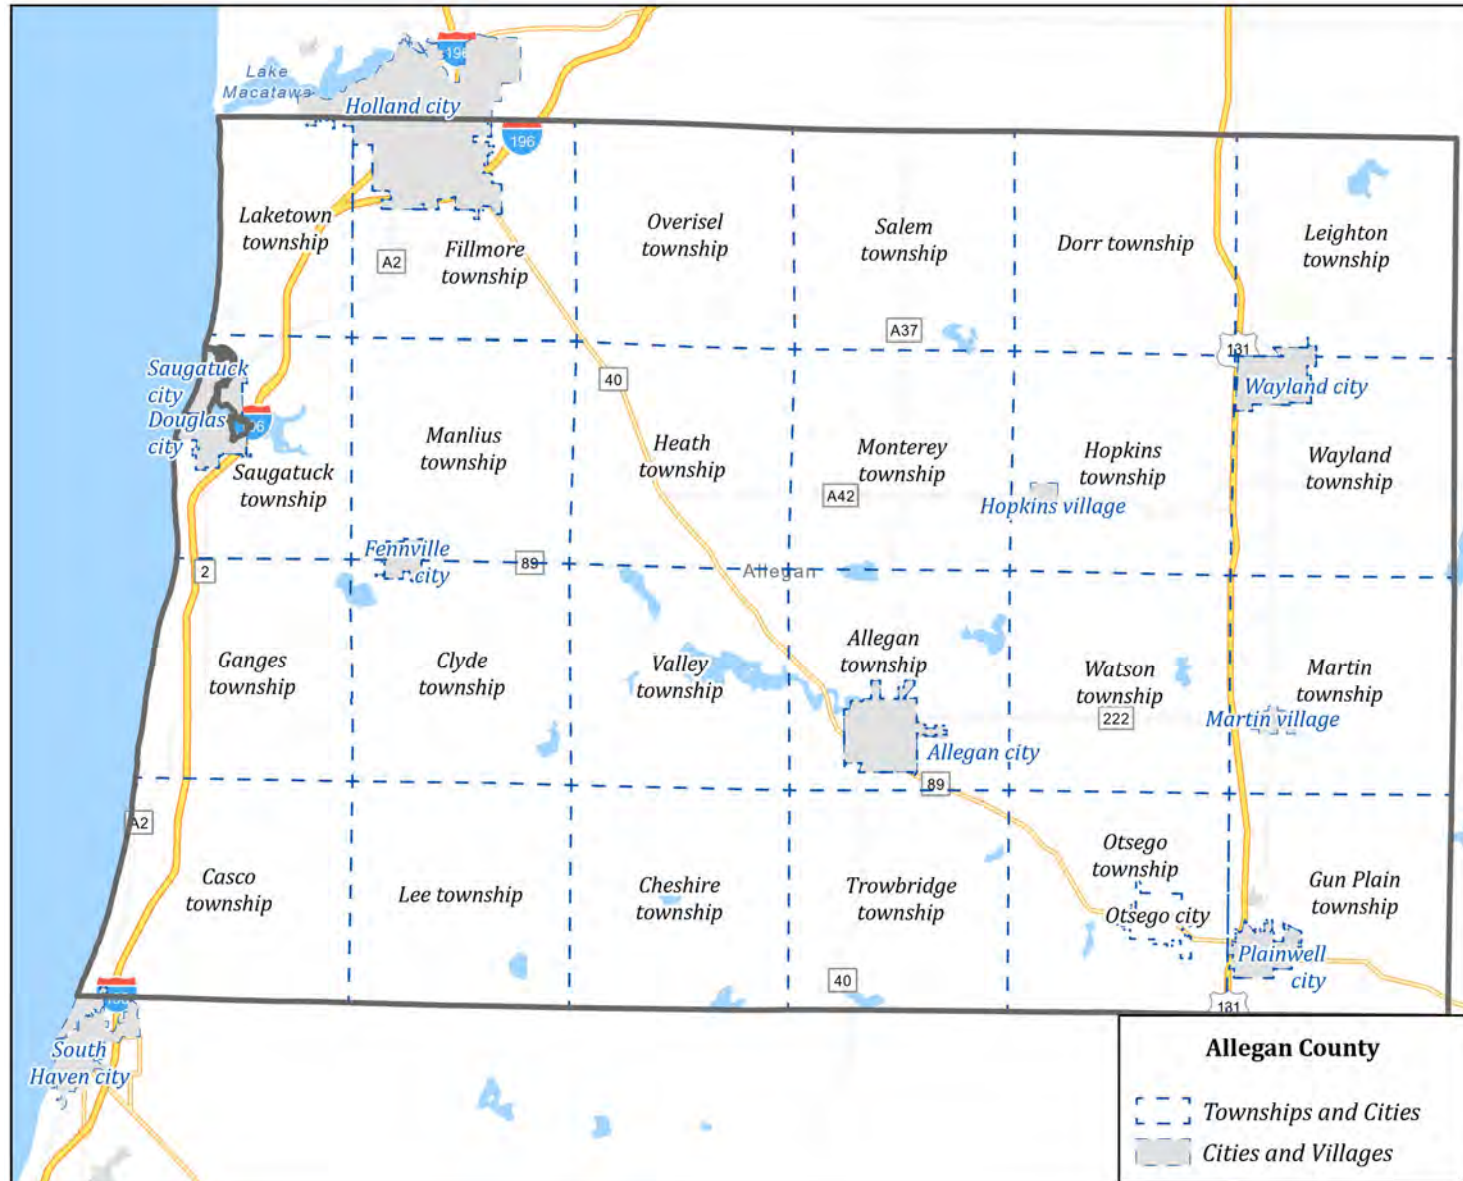 196
Lake
Macatawa
Holland city
196
Laketown
township
A2
Fillmore
township
Overisel
township
Salem
township
Dorr township
Leighton
township
A37
131
Saugatuck
city
Douglas
city
Wayland city
40
Saugatuck
township
Manlius
township
Heath
township
Monterey
township
A42
Hopkins
township
Hopkins village
Wayland
township
2
Fennville
city
89
Allegan
Ganges
township
Clyde
township
Valley
township
Allegan
township
Watson
township
222
Martin
township
Martin village
Allegan city
89
A2
Casco
township
Lee township
Cheshire
township
Trowbridge
township
Otsego
township
Otsego city
Gun Plain
township
Plainwell
city
40
131
South
Haven city
Allegan County
Townships and Cities
Cities and Villages